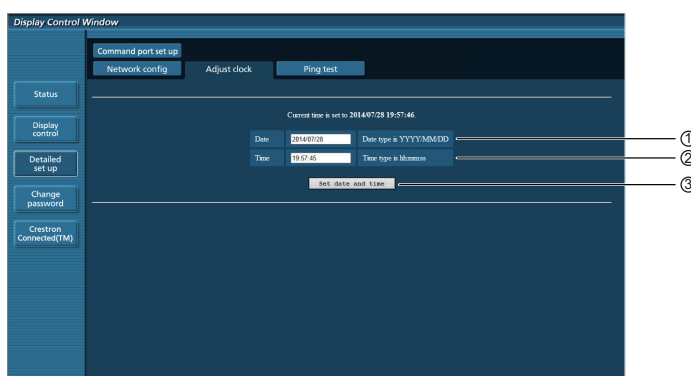 Display Control Window
Command port set up
Network config Adjust clock Ping test
Status
Display
control
Detailed
set up
Change
password
Crestron
Connected(TM)
Current time is set to 2014/07/28 19:57:46.
Date 2014/07/28 Date type is YYYY/MM/DD ①
Time 19:57:45 Time type is hh:mm:ss ②
Set date and time ③